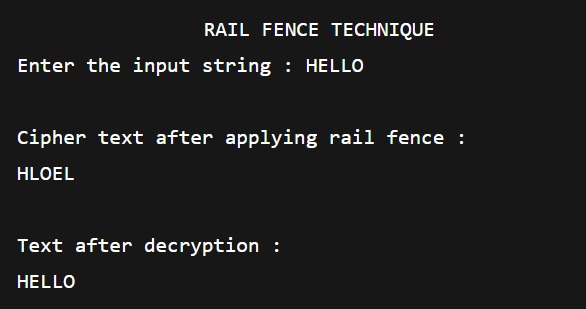 RAIL FENCE TECHNIQUE
Enter the input string : HELLO
Cipher text after applying rail fence :
HLOEL
Text after decryption :
HELLO